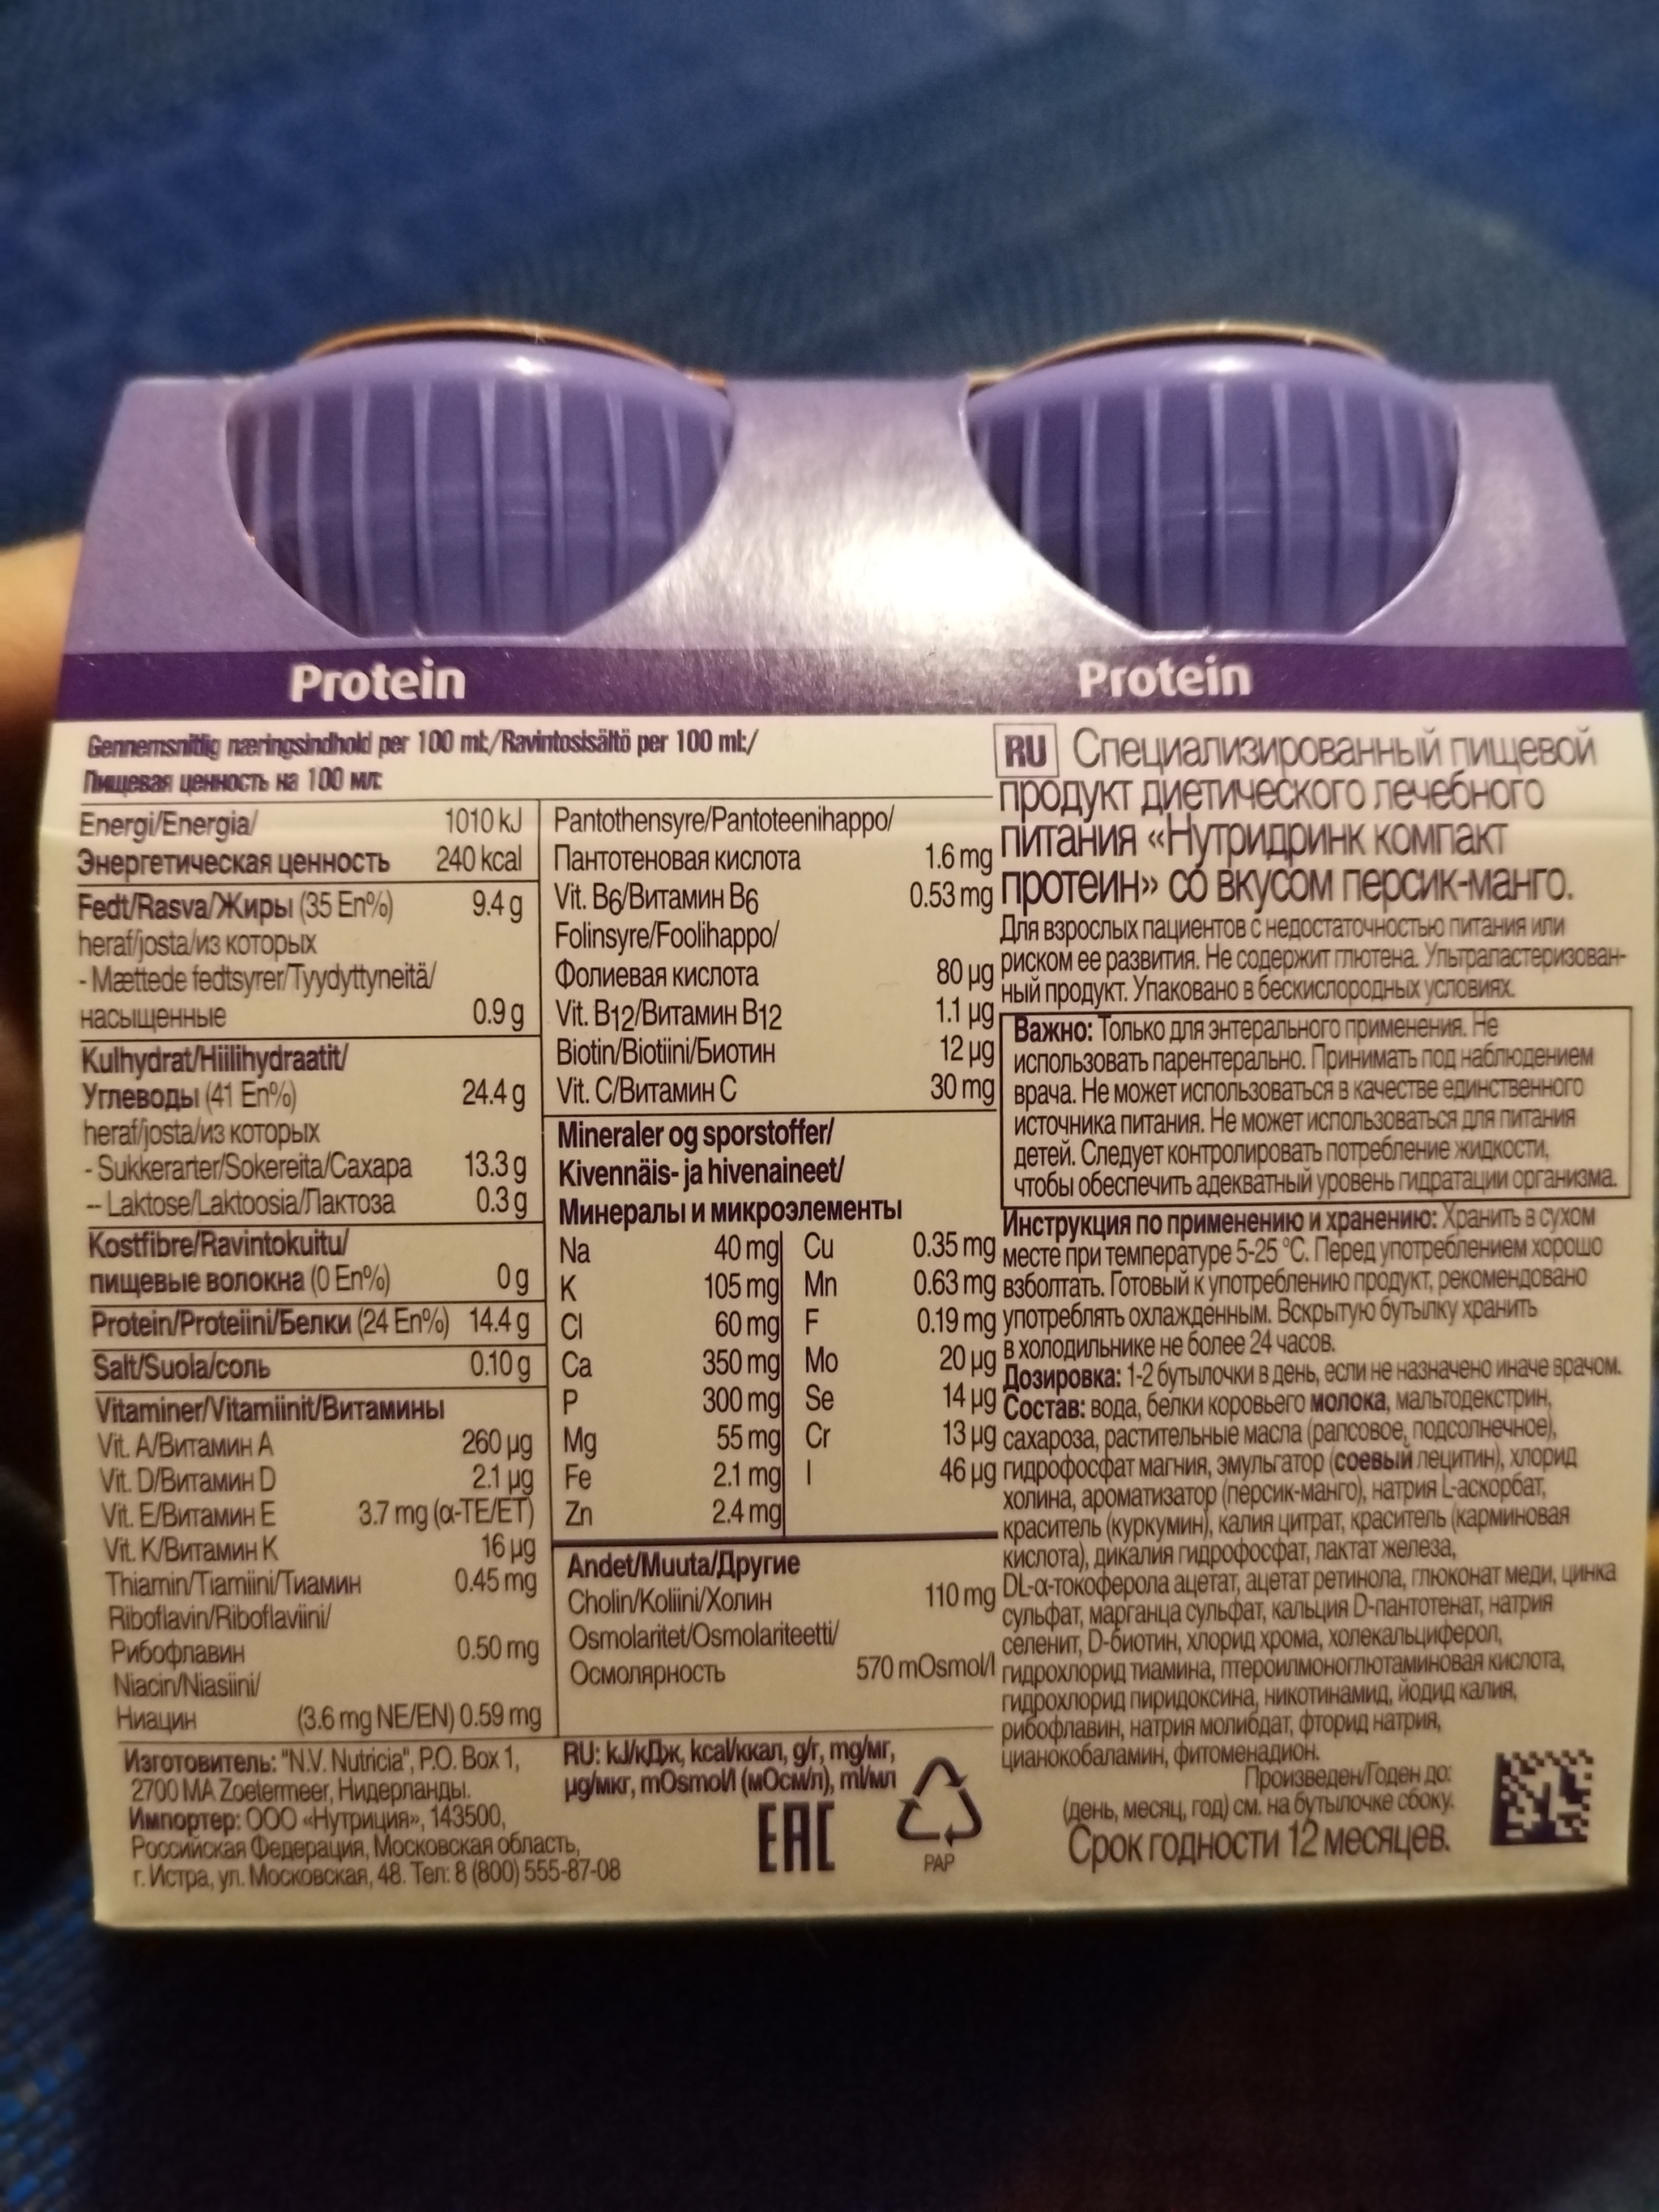 Protein
Protein
Gennemsnitlig næringsindhold per 100 ml:/Ravintosisältö per 100 ml:/
Пищевая ценность на 100 мл:
Energi/Energia/ 1010 kJ
Энергетическая ценность 240 kcal
Fedt/Rasva/Жиры (35 En%) 9.4 g
heraf/josta/из которых
- Mættede fedtsyrer/Tyydyttyneitä/
насыщенные 0.9 g
Kulhydrat/Hiilihydraatit/
Углеводы (41 En%) 24.4 g
heraf/josta/из которых
- Sukkerarter/Sokereita/Сахара 13.3 g
-- Laktose/Laktoosia/Лактоза 0.3 g
Kostfibre/Ravintokuitu/
пищевые волокна (0 En%) 0 g
Protein/Proteiini/Белки (24 En%) 14.4 g
Salt/Suola/соль 0.10 g
Vitaminer/Vitamiinit/Витамины
Vit. A/Витамин A 260 µg
Vit. D/Витамин D 2.1 µg
Vit. E/Витамин E 3.7 mg (α-TE/ET)
Vit. K/Витамин K 16 µg
Thiamin/Tiamiini/Тиамин 0.45 mg
Riboflavin/Riboflaviini/
Рибофлавин 0.50 mg
Niacin/Niasiini/
Ниацин (3.6 mg NE/EN) 0.59 mg
Pantothensyre/Pantoteenihappo/
Пантотеновая кислота 1.6 mg
Vit. B6/Витамин B6 0.53 mg
Folinsyre/Foolihappo/
Фолиевая кислота 80 µg
Vit. B12/Витамин B12 1.1 µg
Biotin/Biotiini/Биотин 12 µg
Vit. C/Витамин C 30 mg
Mineraler og sporstoffer/
Kivennäis- ja hivenaineet/
Минералы и микроэлементы
Na 40 mg Cu 0.35 mg
K 105 mg Mn 0.63 mg
Cl 60 mg F 0.19 mg
Ca 350 mg Mo 20 µg
P 300 mg Se 14 µg
Mg 55 mg Cr 13 µg
Fe 2.1 mg I 46 µg
Zn 2.4 mg
Andet/Muuta/Другие
Cholin/Koliini/Холин 110 mg
Osmolaritet/Osmolariteetti/
Осмолярность 570 mOsmol/l
RU Специализированный пищевой
продукт диетического лечебного
питания «Нутридринк компакт
протеин» со вкусом персик-манго.
Для взрослых пациентов с недостаточностью питания или
риском ее развития. Не содержит глютена. Ультрапастеризован-
ный продукт. Упаковано в бескислородных условиях.
Важно: Только для энтерального применения. Не
использовать парентерально. Принимать под наблюдением
врача. Не может использоваться в качестве единственного
источника питания. Не может использоваться для питания
детей. Следует контролировать потребление жидкости,
чтобы обеспечить адекватный уровень гидратации организма.
Инструкция по применению и хранению: Хранить в сухом
месте при температуре 5-25 °C. Перед употреблением хорошо
взболтать. Готовый к употреблению продукт, рекомендовано
употреблять охлажденным. Вскрытую бутылку хранить
в холодильнике не более 24 часов.
Дозировка: 1-2 бутылочки в день, если не назначено иначе врачом.
Состав: вода, белки коровьего молока, мальтодекстрин,
сахароза, растительные масла (рапсовое, подсолнечное),
гидрофосфат магния, эмульгатор (соевый лецитин), хлорид
холина, ароматизатор (персик-манго), натрия L-аскорбат,
краситель (куркумин), калия цитрат, краситель (карминовая
кислота), дикалия гидрофосфат, лактат железа,
DL-α-токоферола ацетат, ацетат ретинола, глюконат меди, цинка
сульфат, марганца сульфат, кальция D-пантотенат, натрия
селенит, D-биотин, хлорид хрома, холекальциферол,
гидрохлорид тиамина, птероилмоноглютаминовая кислота,
гидрохлорид пиридоксина, никотинамид, йодид калия,
рибофлавин, натрия молибдат, фторид натрия,
цианокобаламин, фитоменадион.
Произведен/Годен до:
(день, месяц, год) см. на бутылочке сбоку.
Срок годности 12 месяцев.
Изготовитель: "N.V. Nutricia", P.O. Box 1,
2700 MA Zoetermeer, Нидерланды.
Импортер: ООО «Нутриция», 143500,
Российская Федерация, Московская область,
г. Истра, ул. Московская, 48. Тел: 8 (800) 555-87-08
RU: kJ/кДж, kcal/ккал, g/г, mg/мг,
µg/мкг, mOsmol/l (мОсм/л), ml/мл
EAC
PAP